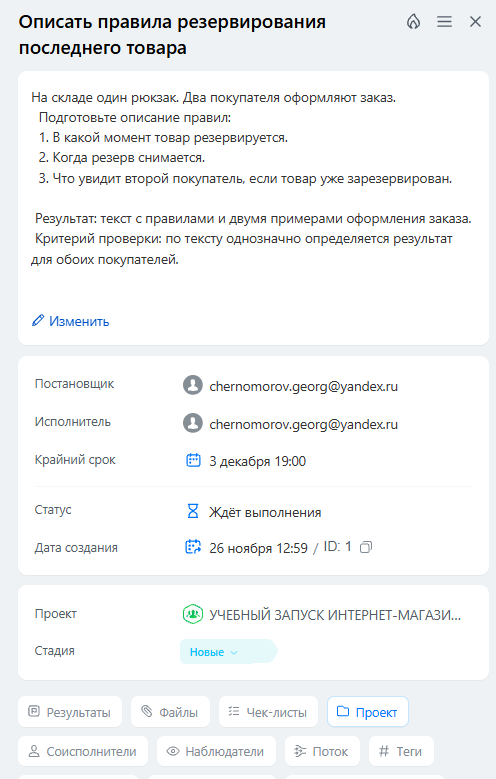 Описать правила резервирования
последнего товара
На складе один рюкзак. Два покупателя оформляют заказ.
Подготовьте описание правил:
1. В какой момент товар резервируется.
2. Когда резерв снимается.
3. Что увидит второй покупатель, если товар уже зарезервирован.
Результат: текст с правилами и двумя примерами оформления заказа.
Критерий проверки: по тексту однозначно определяется результат
для обоих покупателей.
Изменить
Постановщик chernomorov.georg@yandex.ru
Исполнитель chernomorov.georg@yandex.ru
Крайний срок 3 декабря 19:00
Статус Ждёт выполнения
Дата создания 26 ноября 12:59 / ID: 1
Проект УЧЕБНЫЙ ЗАПУСК ИНТЕРНЕТ-МАГАЗИ...
Стадия Новые
Результаты Файлы Чек-листы Проект
Соисполнители Наблюдатели Поток Теги